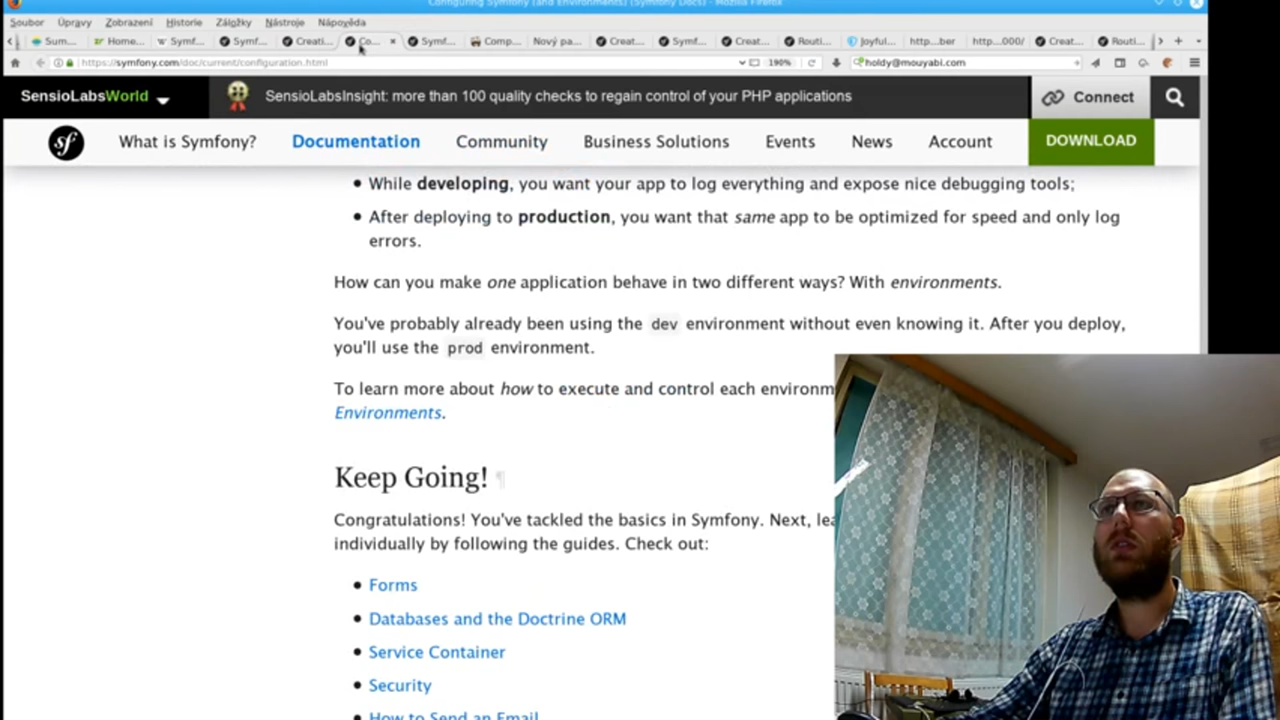 Configuring Symfony (and Environments) (Symfony Docs) - Mozilla Firefox
Soubor Úpravy Zobrazení Historie Záložky Nástroje Nápověda
Sum... Home... Symf... Symf... Creati... Co... Symf... Comp... Nový pa... Creat... Symf... Creat... Routi... Joyful... http...ber http...000/ Creat... Routi...
https://symfony.com/doc/current/configuration.html 190% holdy@mouyabi.com
SensioLabsWorld SensioLabsInsight: more than 100 quality checks to regain control of your PHP applications Connect
sf What is Symfony? Documentation Community Business Solutions Events News Account DOWNLOAD
• While developing, you want your app to log everything and expose nice debugging tools;
• After deploying to production, you want that same app to be optimized for speed and only log
errors.
How can you make one application behave in two different ways? With environments.
You've probably already been using the dev environment without even knowing it. After you deploy,
you'll use the prod environment.
To learn more about how to execute and control each environm
Environments.
Keep Going! ¶
Congratulations! You've tackled the basics in Symfony. Next, lea
individually by following the guides. Check out:
• Forms
• Databases and the Doctrine ORM
• Service Container
• Security
• How to Send an Email